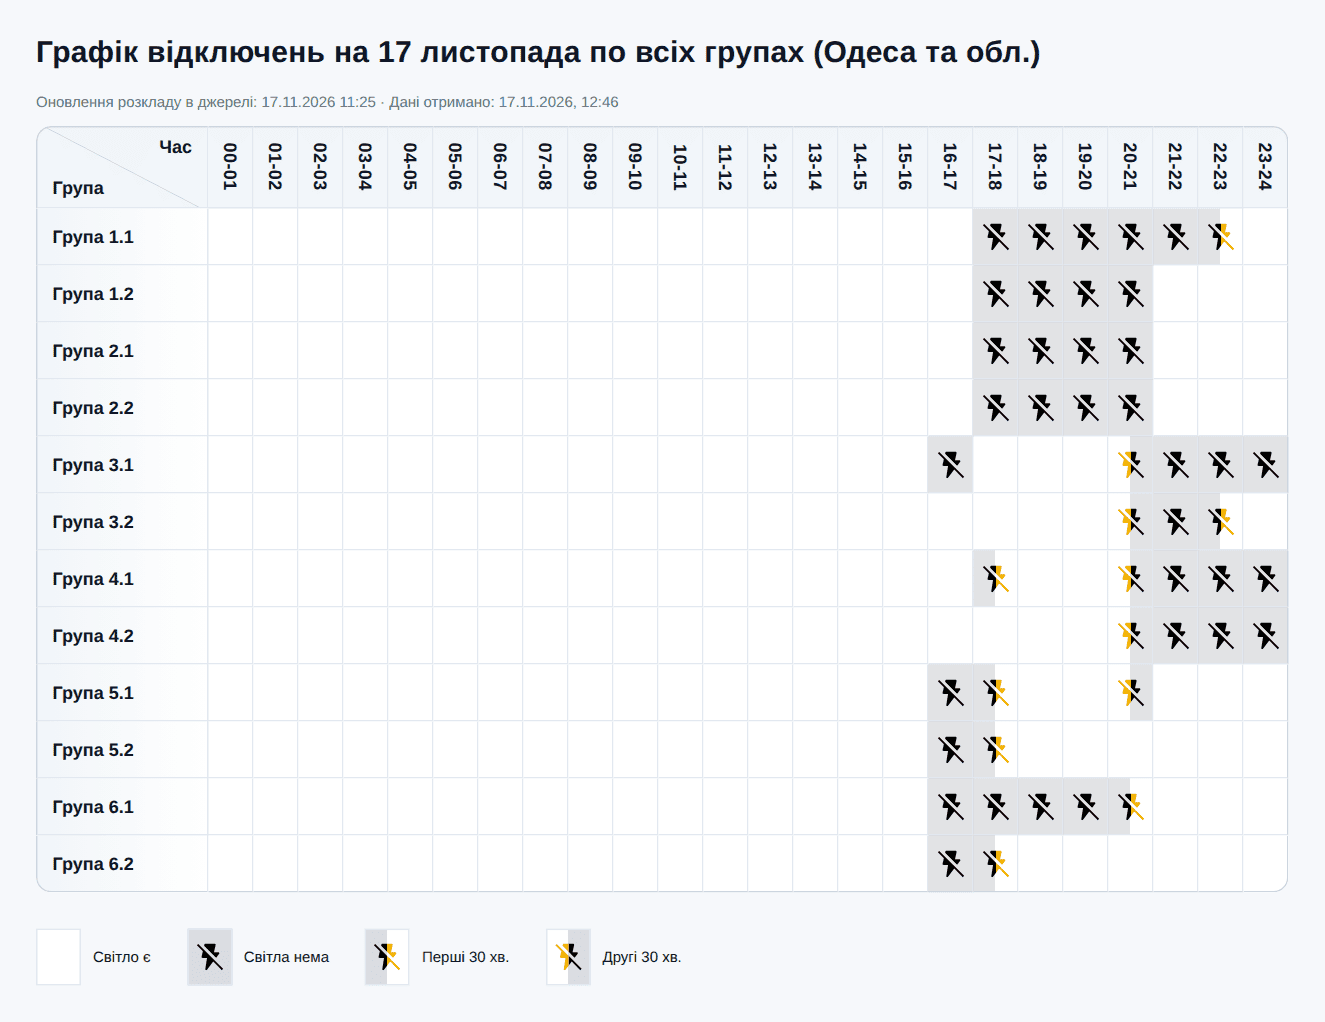 Графік відключень на 17 листопада по всіх групах (Одеса та обл.)
Оновлення розкладу в джерелі: 17.11.2026 11:25 · Дані отримано: 17.11.2026, 12:46
Час
Група
00-01
01-02
02-03
03-04
04-05
05-06
06-07
07-08
08-09
09-10
10-11
11-12
12-13
13-14
14-15
15-16
16-17
17-18
18-19
19-20
20-21
21-22
22-23
23-24
Група 1.1
Група 1.2
Група 2.1
Група 2.2
Група 3.1
Група 3.2
Група 4.1
Група 4.2
Група 5.1
Група 5.2
Група 6.1
Група 6.2
Світло є
Світла нема
Перші 30 хв.
Другі 30 хв.